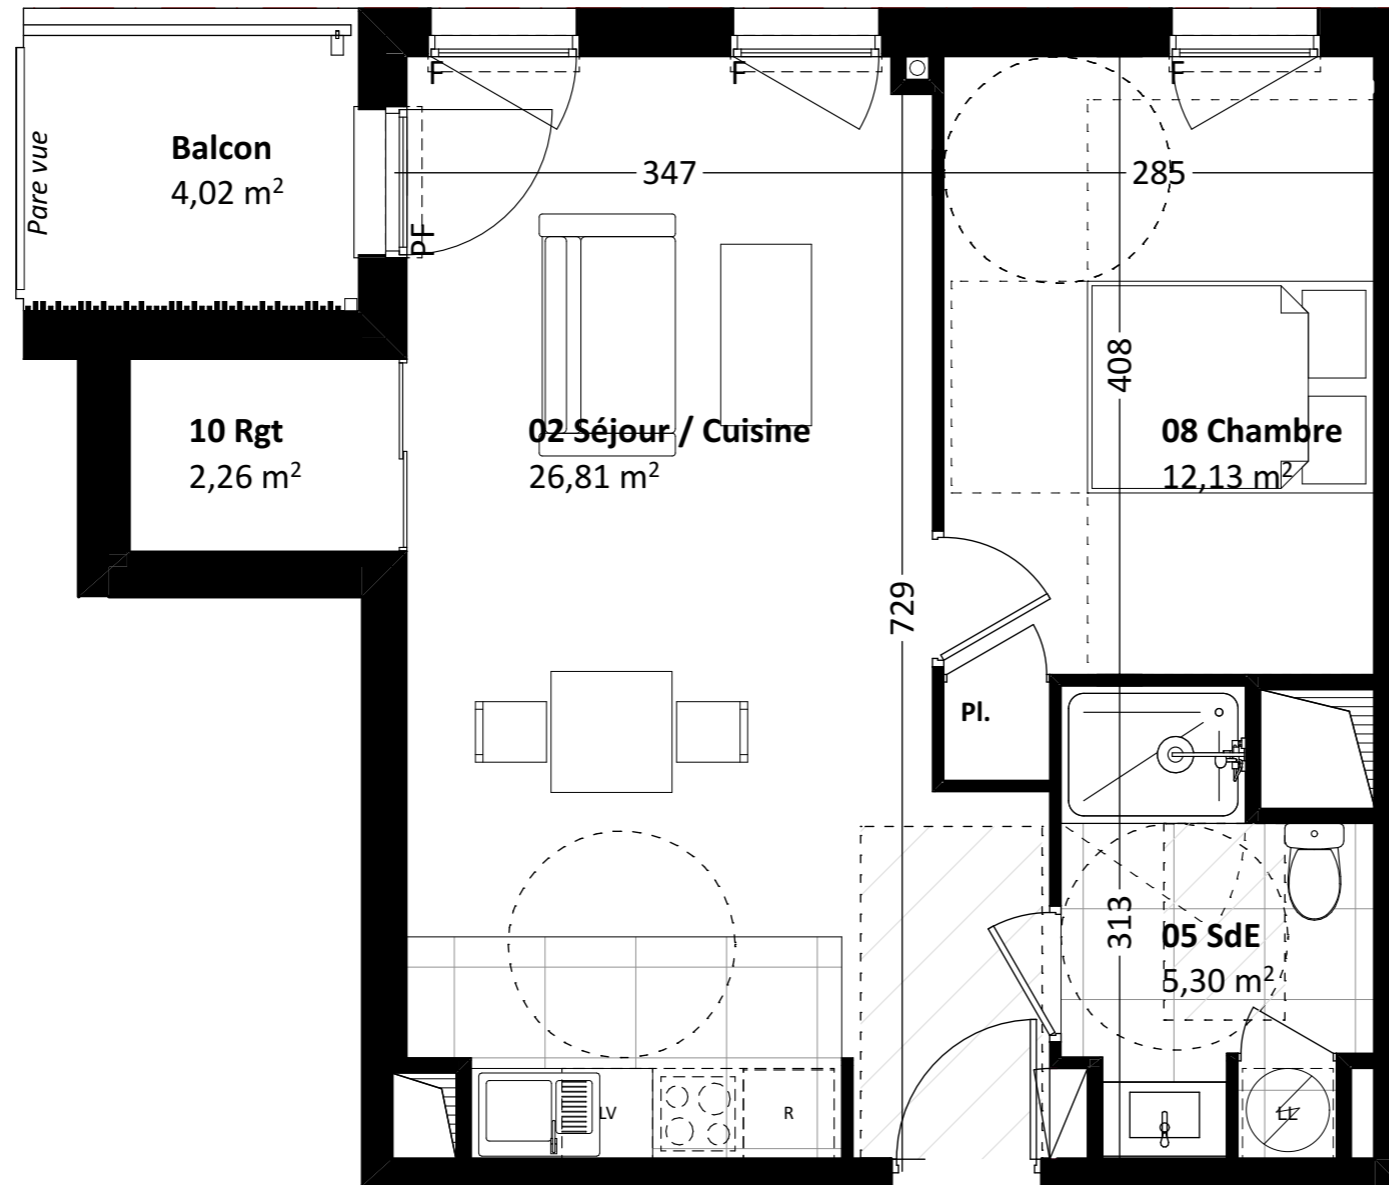 F
F
F
Balcon
4,02 m²
Pare vue
347
285
PF
408
10 Rgt
2,26 m²
02 Séjour / Cuisine
26,81 m²
08 Chambre
12,13 m²
729
Pl.
313
05 SdE
5,30 m²
LV
R
LL